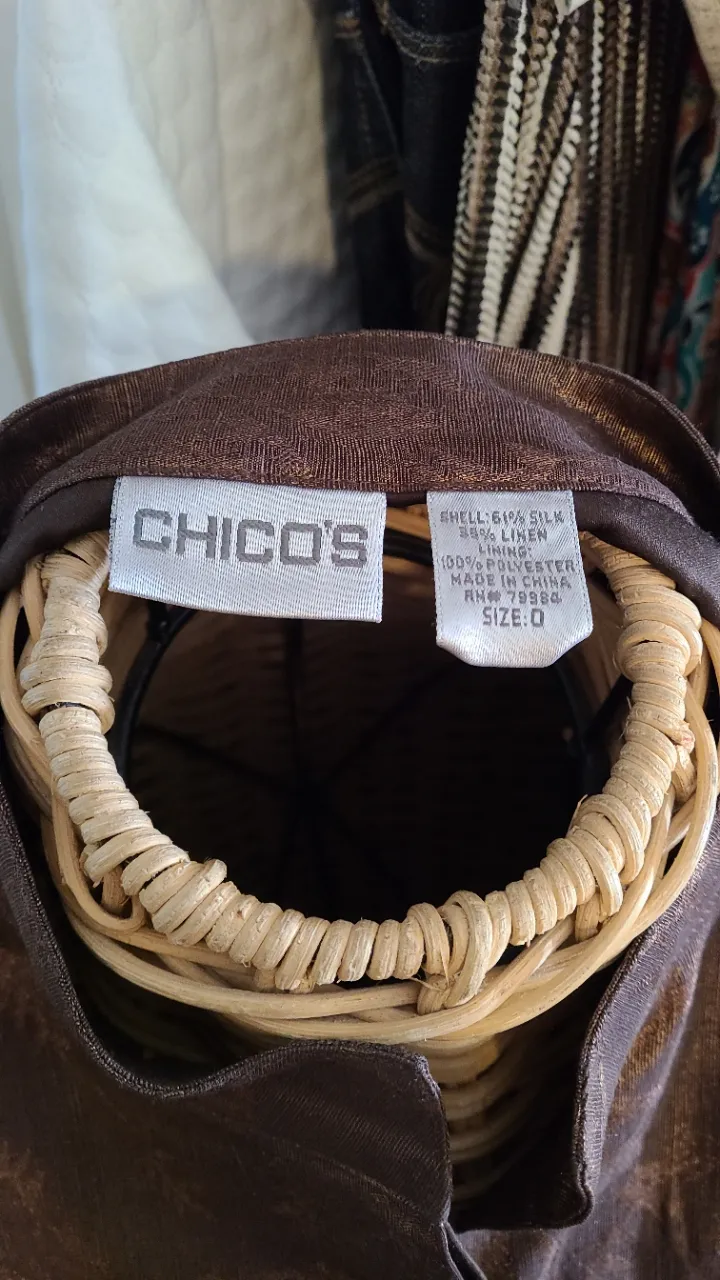 CHICO'S
SHELL: 61% SILK
39% LINEN
LINING:
100% POLYESTER
MADE IN CHINA
RN# 79984
SIZE: 0